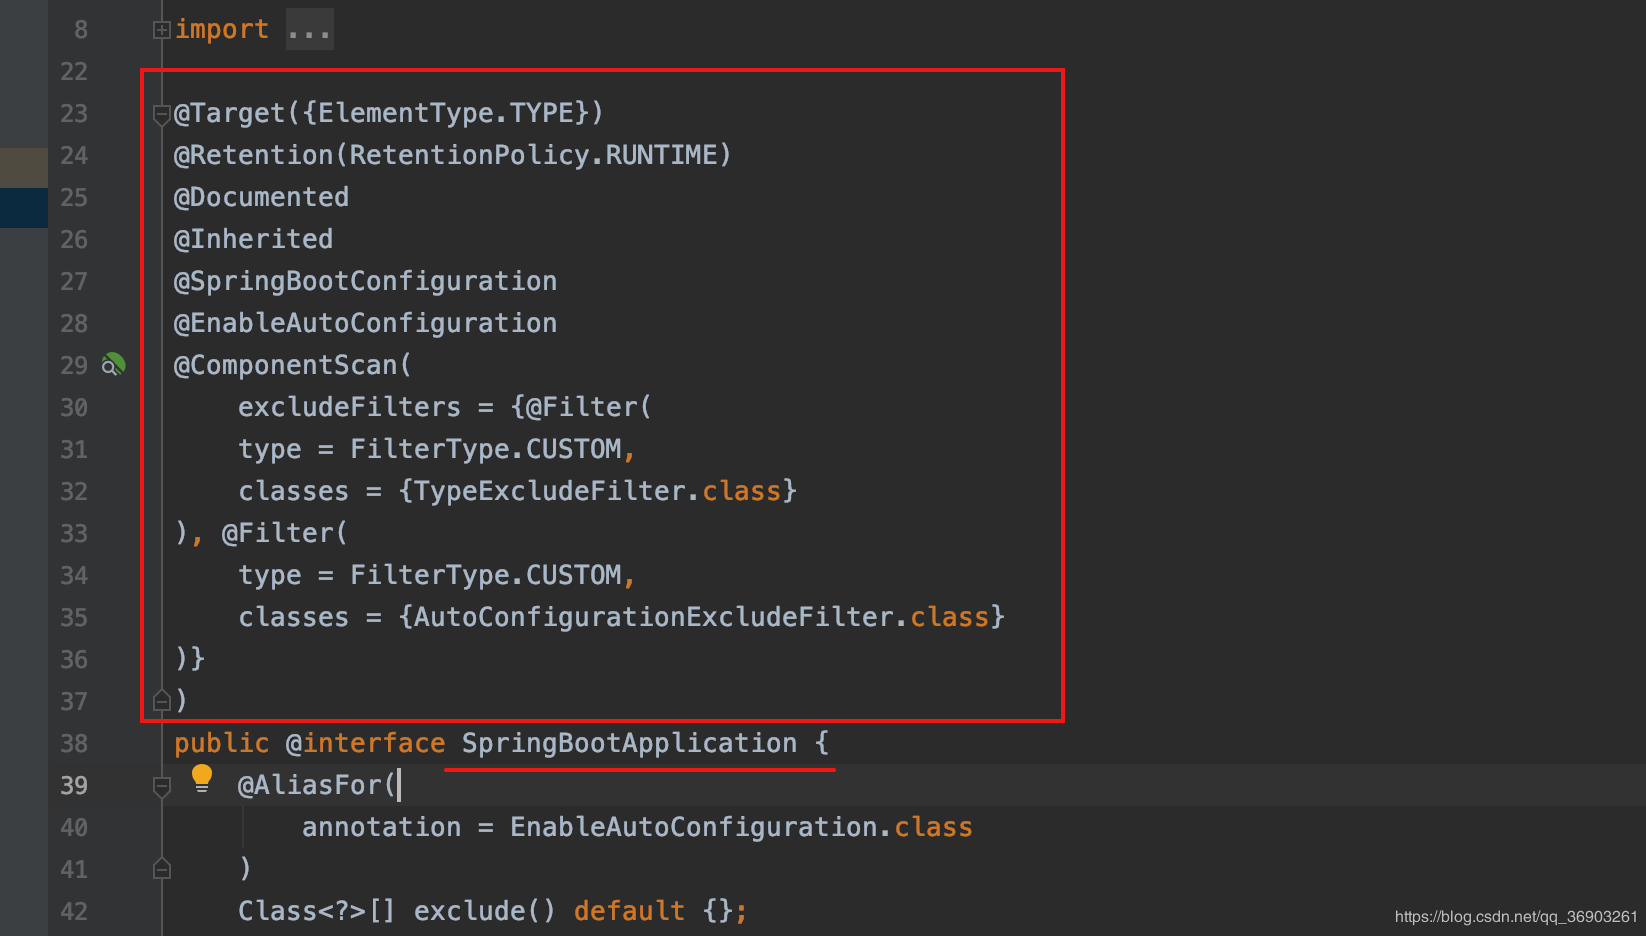 8 import ...
22
23 @Target({ElementType.TYPE})
24 @Retention(RetentionPolicy.RUNTIME)
25 @Documented
26 @Inherited
27 @SpringBootConfiguration
28 @EnableAutoConfiguration
29 @ComponentScan(
30     excludeFilters = {@Filter(
31     type = FilterType.CUSTOM,
32     classes = {TypeExcludeFilter.class}
33 ), @Filter(
34     type = FilterType.CUSTOM,
35     classes = {AutoConfigurationExcludeFilter.class}
36 )}
37 )
38 public @interface SpringBootApplication {
39     @AliasFor(
40         annotation = EnableAutoConfiguration.class
41     )
42     Class<?>[] exclude() default {};
https://blog.csdn.net/qq_36903261